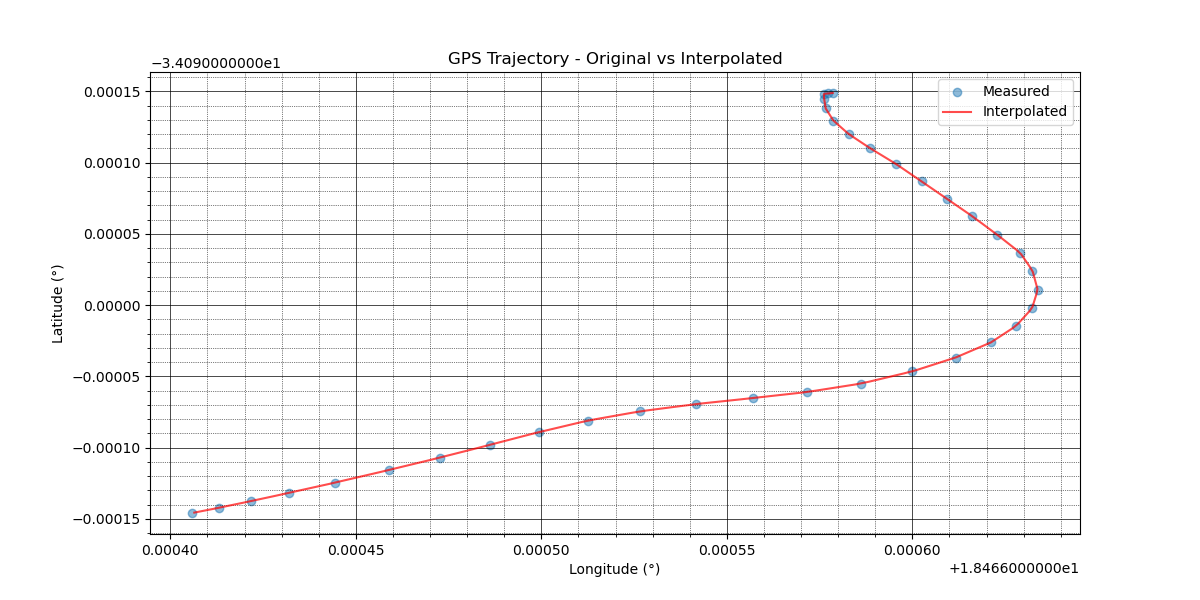 GPS Trajectory - Original vs Interpolated
−3.4090000000e1
Measured
Interpolated
0.00015
0.00010
0.00005
0.00000
−0.00005
−0.00010
−0.00015
Latitude (°)
0.00040 0.00045 0.00050 0.00055 0.00060
Longitude (°)
+1.8466000000e1